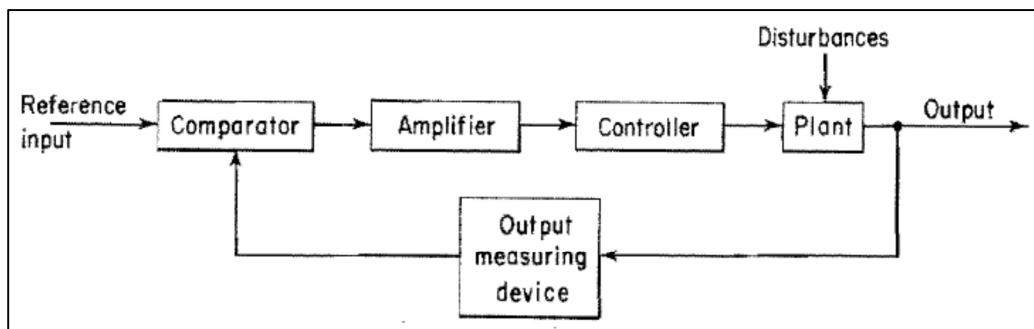 Disturbances
Reference
input
Comparator
Amplifier
Controller
Plant
Output
Output
measuring
device